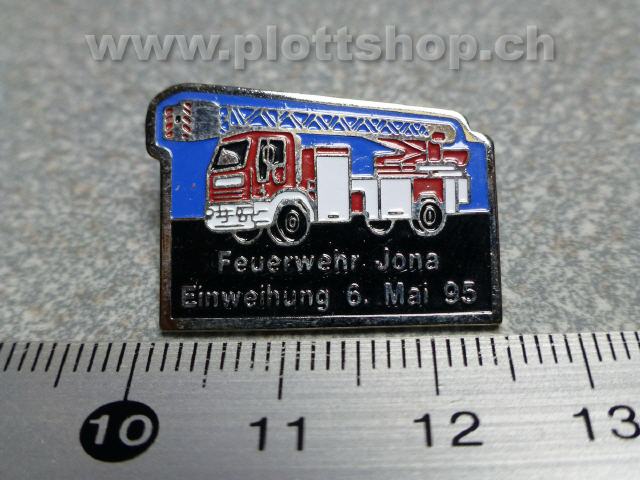 www.plottshop.ch
Feuerwehr Jona
Einweihung 6. Mai 95
10 11 12 13